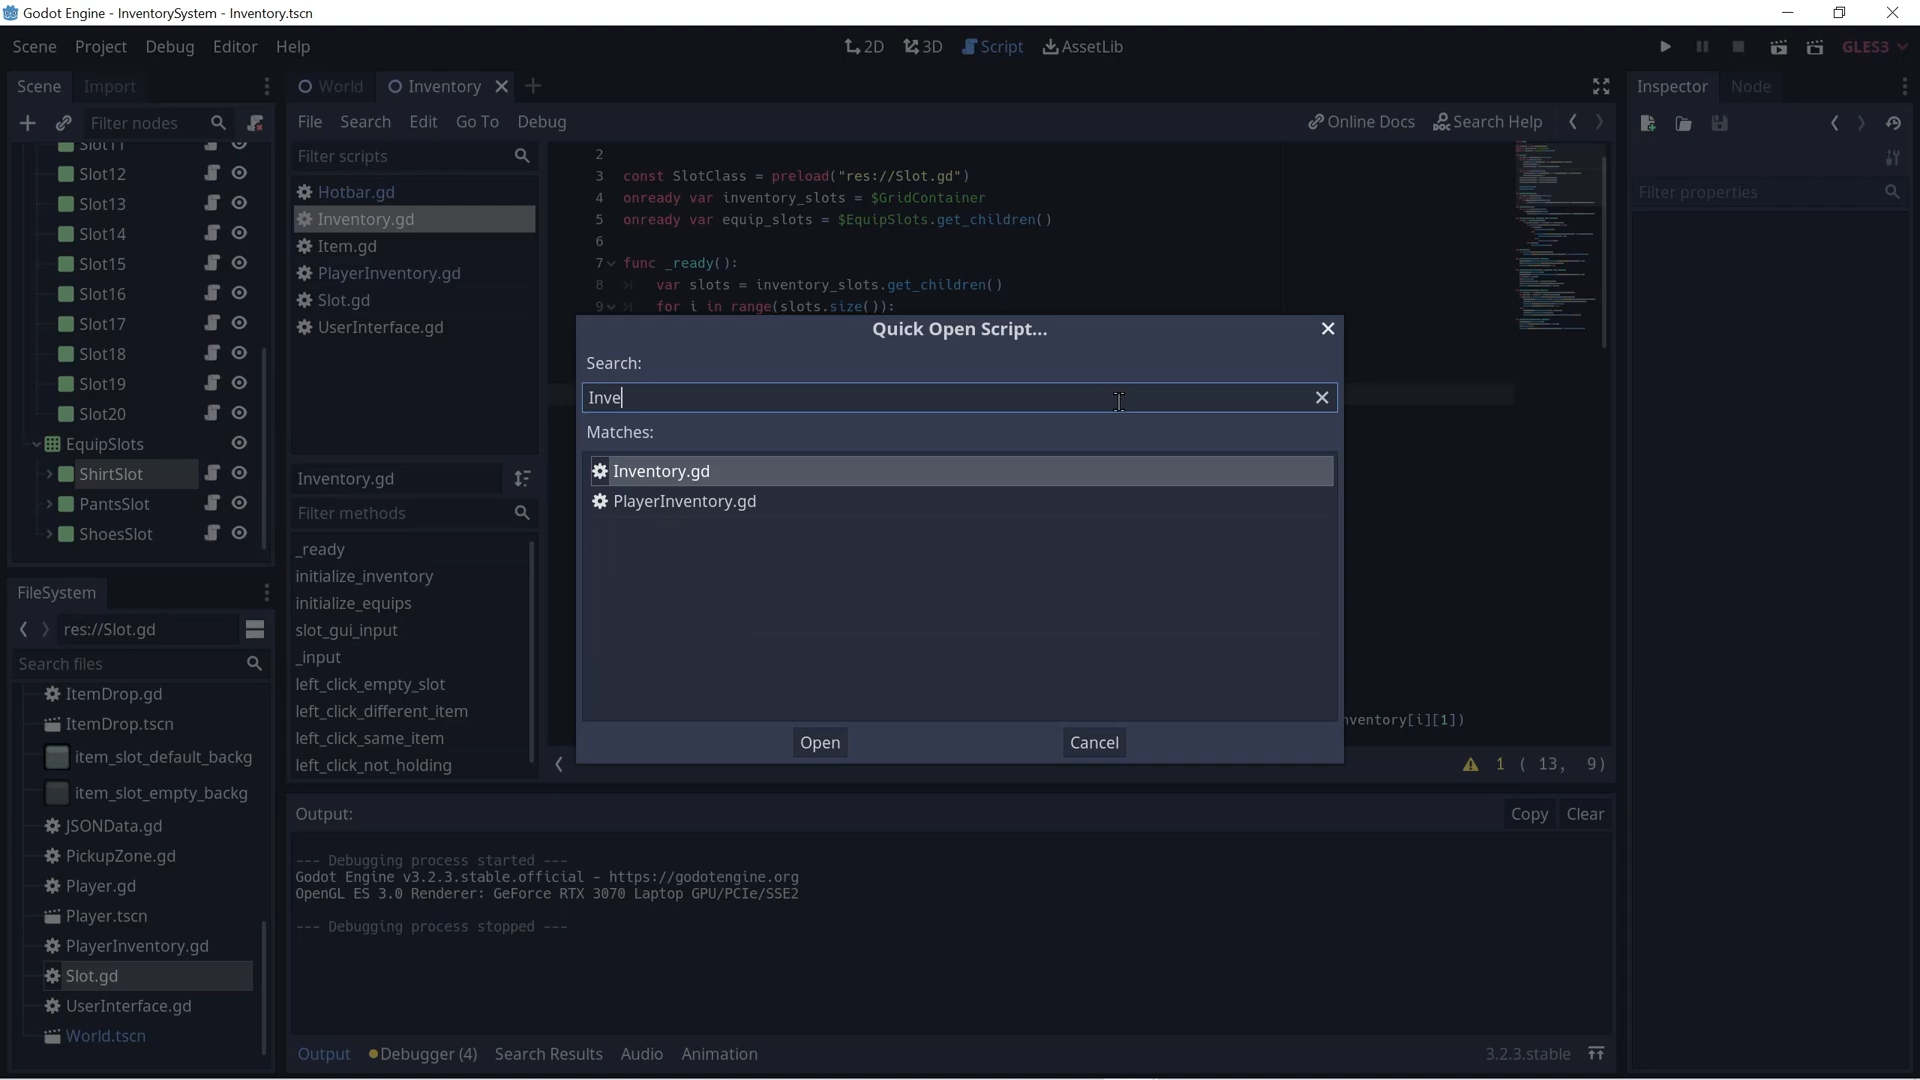 Godot Engine - InventorySystem - Inventory.tscn
Scene Project Debug Editor Help
2D 3D Script AssetLib
GLES3
Scene Import
World Inventory
Inspector Node
Filter nodes
File Search Edit Go To Debug
Online Docs Search Help
Filter scripts
Filter properties
Slot11
Slot12
Slot13
Slot14
Slot15
Slot16
Slot17
Slot18
Slot19
Slot20
EquipSlots
ShirtSlot
PantsSlot
ShoesSlot
Hotbar.gd
Inventory.gd
Item.gd
PlayerInventory.gd
Slot.gd
UserInterface.gd
Inventory.gd
Filter methods
_ready
initialize_inventory
initialize_equips
slot_gui_input
_input
left_click_empty_slot
left_click_different_item
left_click_same_item
left_click_not_holding
2
3 const SlotClass = preload("res://Slot.gd")
4 onready var inventory_slots = $GridContainer
5 onready var equip_slots = $EquipSlots.get_children()
6
7 func _ready():
8 var slots = inventory_slots.get_children()
9 for i in range(slots.size()):
Quick Open Script...
Search:
Inve
Matches:
Inventory.gd
PlayerInventory.gd
Open Cancel
nventory[i][1])
1 ( 13, 9)
FileSystem
res://Slot.gd
Search files
ItemDrop.gd
ItemDrop.tscn
item_slot_default_backg
item_slot_empty_backg
JSONData.gd
PickupZone.gd
Player.gd
Player.tscn
PlayerInventory.gd
Slot.gd
UserInterface.gd
World.tscn
Output:
Copy Clear
--- Debugging process started ---
Godot Engine v3.2.3.stable.official - https://godotengine.org
OpenGL ES 3.0 Renderer: GeForce RTX 3070 Laptop GPU/PCIe/SSE2
--- Debugging process stopped ---
Output Debugger (4) Search Results Audio Animation
3.2.3.stable